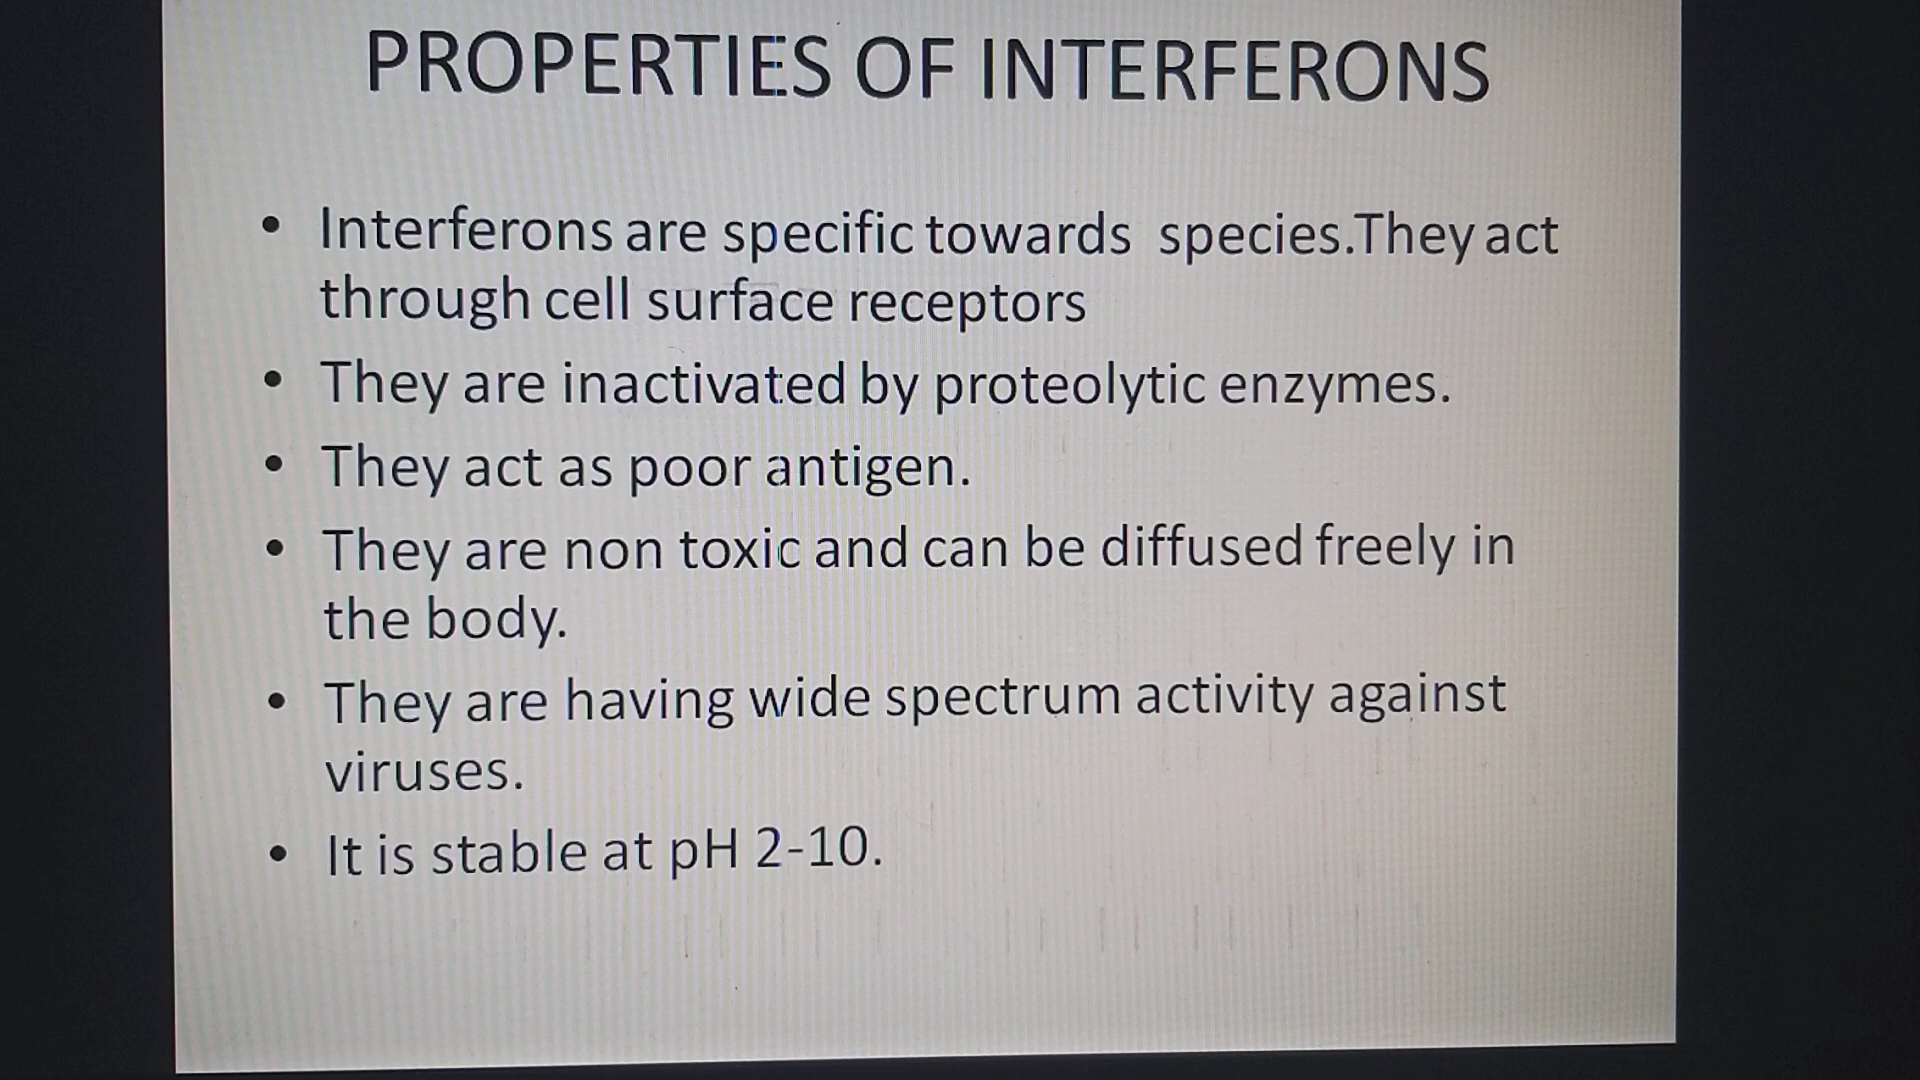 PROPERTIES OF INTERFERONS
• Interferons are specific towards species.They act
through cell surface receptors
• They are inactivated by proteolytic enzymes.
• They act as poor antigen.
• They are non toxic and can be diffused freely in
the body.
• They are having wide spectrum activity against
viruses.
• It is stable at pH 2-10.